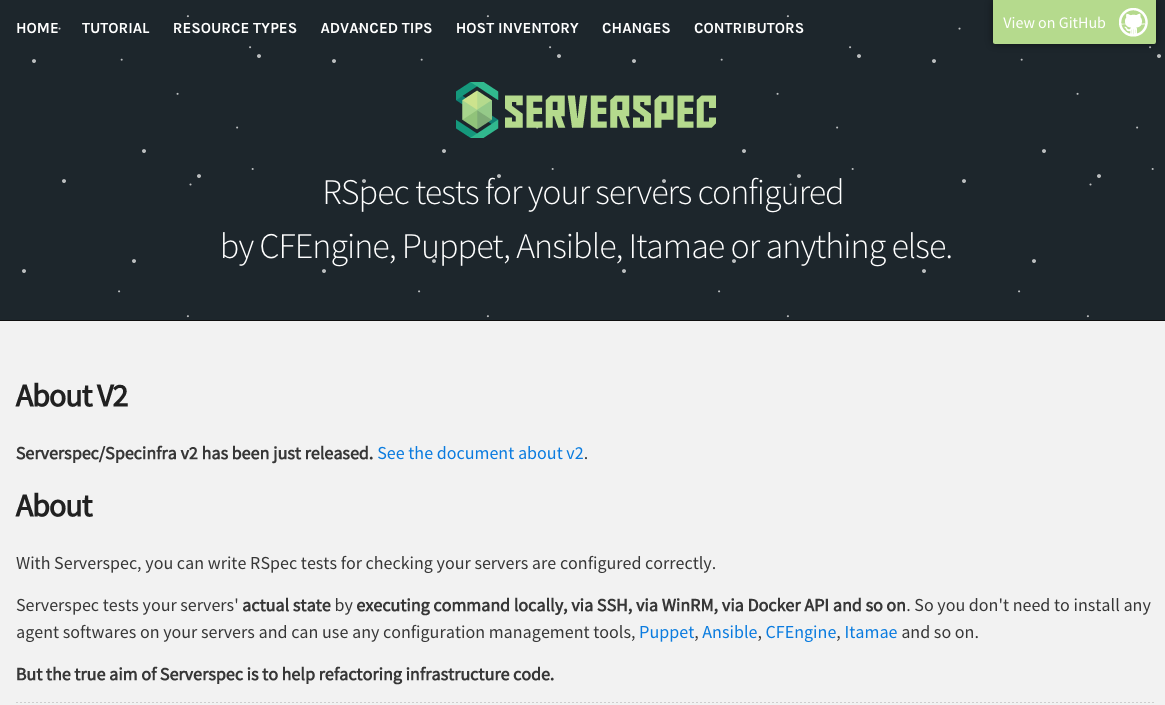 HOME TUTORIAL RESOURCE TYPES ADVANCED TIPS HOST INVENTORY CHANGES CONTRIBUTORS
View on GitHub
SERVERSPEC
RSpec tests for your servers configured
by CFEngine, Puppet, Ansible, Itamae or anything else.
About V2
Serverspec/Specinfra v2 has been just released. See the document about v2.
About
With Serverspec, you can write RSpec tests for checking your servers are configured correctly.
Serverspec tests your servers' actual state by executing command locally, via SSH, via WinRM, via Docker API and so on. So you don't need to install any
agent softwares on your servers and can use any configuration management tools, Puppet, Ansible, CFEngine, Itamae and so on.
But the true aim of Serverspec is to help refactoring infrastructure code.